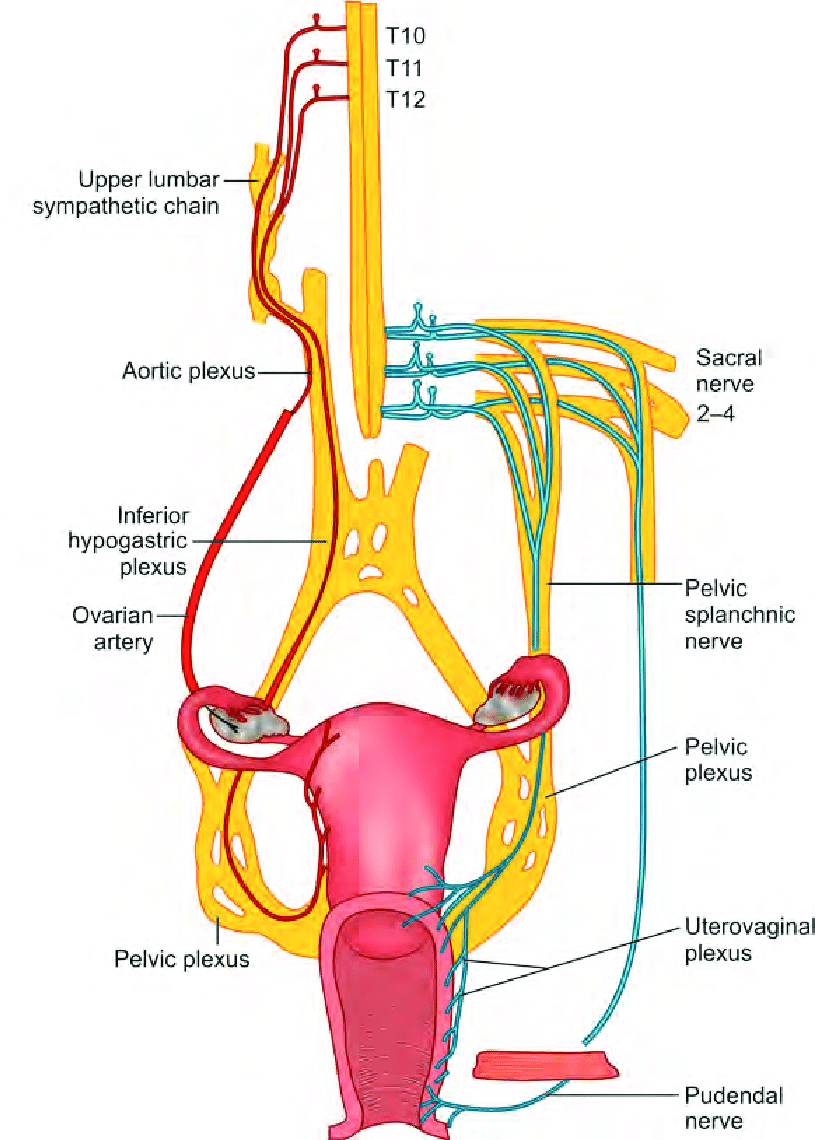 T10
T11
T12
Upper lumbar
sympathetic chain
Sacral
nerve
2–4
Aortic plexus
Inferior
hypogastric
plexus
Ovarian
artery
Pelvic
splanchnic
nerve
Pelvic
plexus
Uterovaginal
plexus
Pelvic plexus
Pudendal
nerve